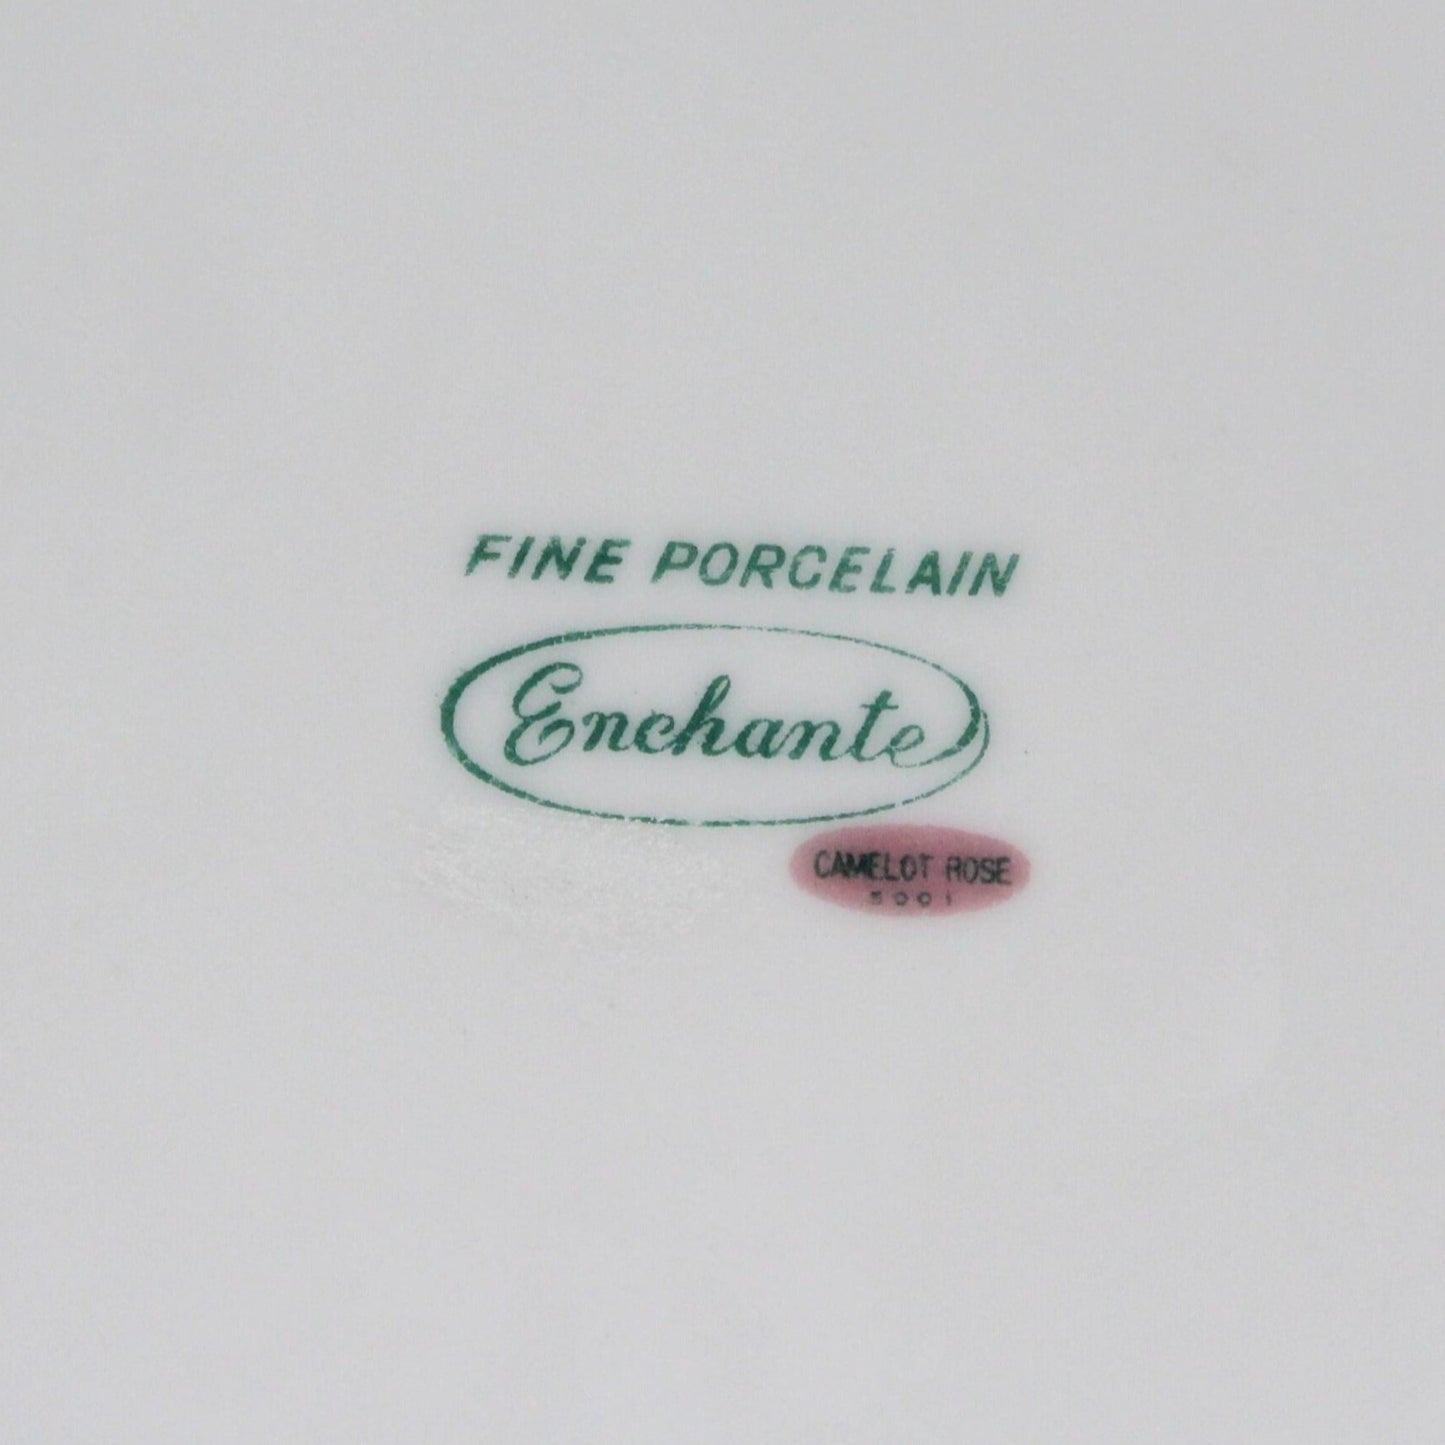 FINE PORCELAIN
Enchante
CAMELOT ROSE
5001